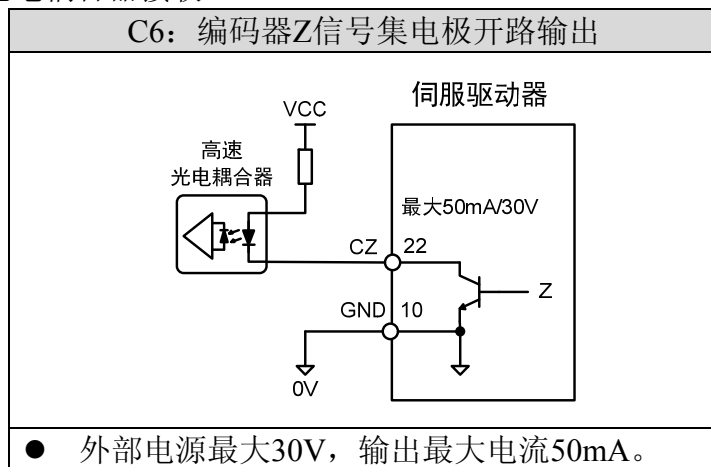 C6：编码器Z信号集电极开路输出
伺服驱动器
VCC
高速
光电耦合器
最大50mA/30V
CZ 22
Z
GND 10
0V
● 外部电源最大30V，输出最大电流50mA。